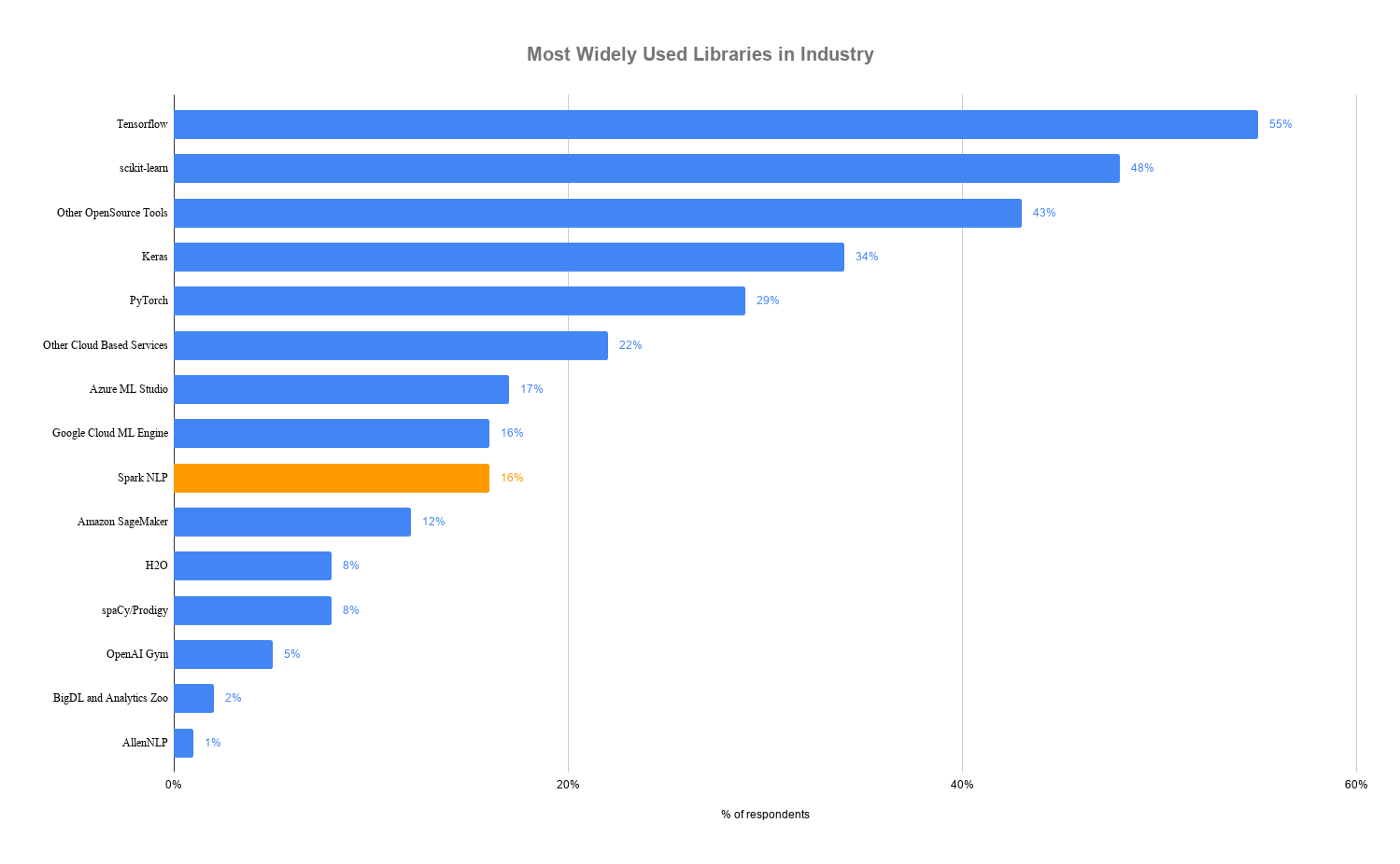 Most Widely Used Libraries in Industry
Tensorflow 55%
scikit-learn 48%
Other OpenSource Tools 43%
Keras 34%
PyTorch 29%
Other Cloud Based Services 22%
Azure ML Studio 17%
Google Cloud ML Engine 16%
Spark NLP 16%
Amazon SageMaker 12%
H2O 8%
spaCy/Prodigy 8%
OpenAI Gym 5%
BigDL and Analytics Zoo 2%
AllenNLP 1%
0% 20% 40% 60%
% of respondents